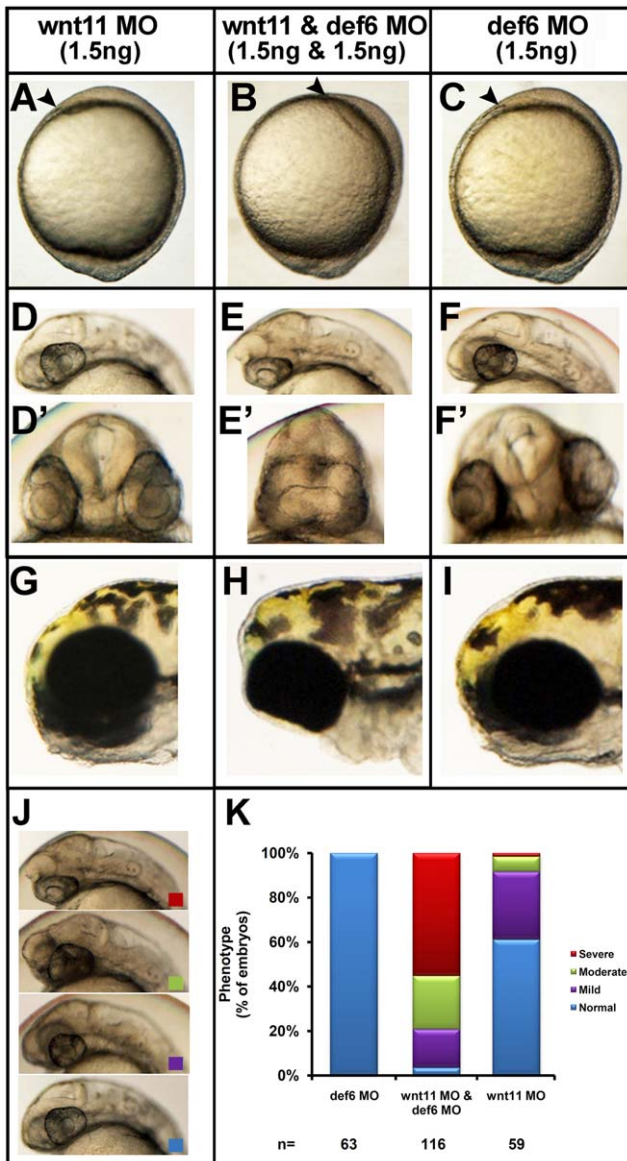 wnt11 MO
(1.5ng)
wnt11 & def6 MO
(1.5ng & 1.5ng)
def6 MO
(1.5ng)
A
B
C
D
E
F
D’
E’
F’
G
H
I
J
K
Phenotype
(% of embryos)
100%
80%
60%
40%
20%
0%
Severe
Moderate
Mild
Normal
def6 MO
wnt11 MO &
def6 MO
wnt11 MO
n= 63 116 59